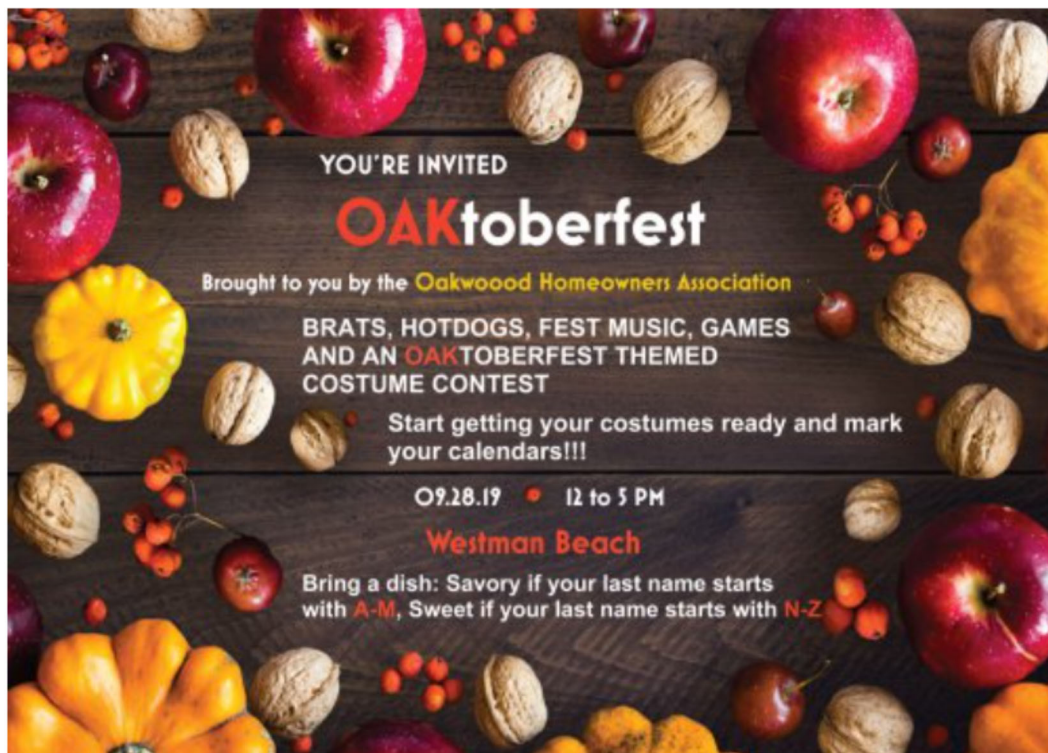 YOU'RE INVITED
OAKtoberfest
Brought to you by the Oakwoood Homeowners Association
BRATS, HOTDOGS, FEST MUSIC, GAMES
AND AN OAKTOBERFEST THEMED
COSTUME CONTEST
Start getting your costumes ready and mark
your calendars!!!
09.28.19 • 12 to 5 PM
Westman Beach
Bring a dish: Savory if your last name starts
with A-M, Sweet if your last name starts with N-Z